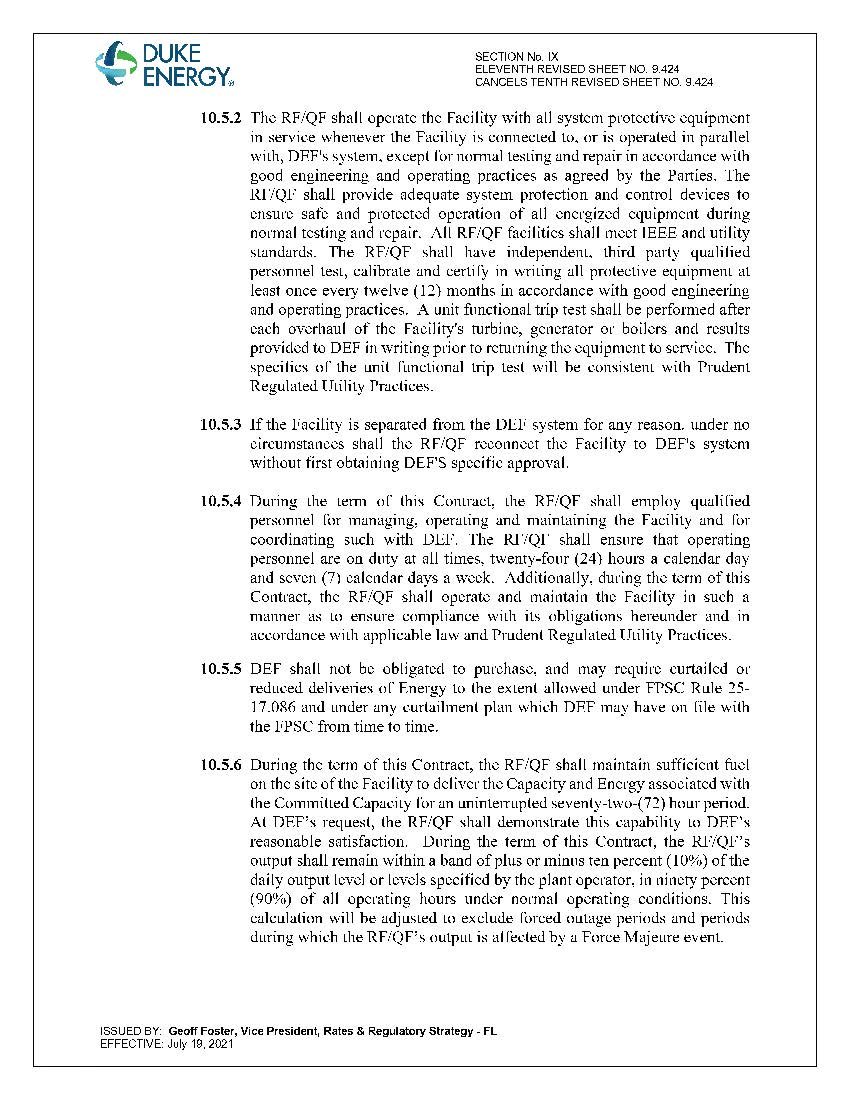 DUKE
ENERGY®
SECTION No. IX
ELEVENTH REVISED SHEET NO. 9.424
CANCELS TENTH REVISED SHEET NO. 9.424
10.5.2 The RF/QF shall operate the Facility with all system protective equipment
in service whenever the Facility is connected to, or is operated in parallel
with, DEF's system, except for normal testing and repair in accordance with
good engineering and operating practices as agreed by the Parties. The
RF/QF shall provide adequate system protection and control devices to
ensure safe and protected operation of all energized equipment during
normal testing and repair. All RF/QF facilities shall meet IEEE and utility
standards. The RF/QF shall have independent, third party qualified
personnel test, calibrate and certify in writing all protective equipment at
least once every twelve (12) months in accordance with good engineering
and operating practices. A unit functional trip test shall be performed after
each overhaul of the Facility's turbine, generator or boilers and results
provided to DEF in writing prior to returning the equipment to service. The
specifics of the unit functional trip test will be consistent with Prudent
Regulated Utility Practices.
10.5.3 If the Facility is separated from the DEF system for any reason, under no
circumstances shall the RF/QF reconnect the Facility to DEF's system
without first obtaining DEF'S specific approval.
10.5.4 During the term of this Contract, the RF/QF shall employ qualified
personnel for managing, operating and maintaining the Facility and for
coordinating such with DEF. The RF/QF shall ensure that operating
personnel are on duty at all times, twenty-four (24) hours a calendar day
and seven (7) calendar days a week. Additionally, during the term of this
Contract, the RF/QF shall operate and maintain the Facility in such a
manner as to ensure compliance with its obligations hereunder and in
accordance with applicable law and Prudent Regulated Utility Practices.
10.5.5 DEF shall not be obligated to purchase, and may require curtailed or
reduced deliveries of Energy to the extent allowed under FPSC Rule 25-
17.086 and under any curtailment plan which DEF may have on file with
the FPSC from time to time.
10.5.6 During the term of this Contract, the RF/QF shall maintain sufficient fuel
on the site of the Facility to deliver the Capacity and Energy associated with
the Committed Capacity for an uninterrupted seventy-two-(72) hour period.
At DEF's request, the RF/QF shall demonstrate this capability to DEF's
reasonable satisfaction. During the term of this Contract, the RF/QF's
output shall remain within a band of plus or minus ten percent (10%) of the
daily output level or levels specified by the plant operator, in ninety percent
(90%) of all operating hours under normal operating conditions. This
calculation will be adjusted to exclude forced outage periods and periods
during which the RF/QF's output is affected by a Force Majeure event.
ISSUED BY: Geoff Foster, Vice President, Rates & Regulatory Strategy - FL
EFFECTIVE: July 19, 2021